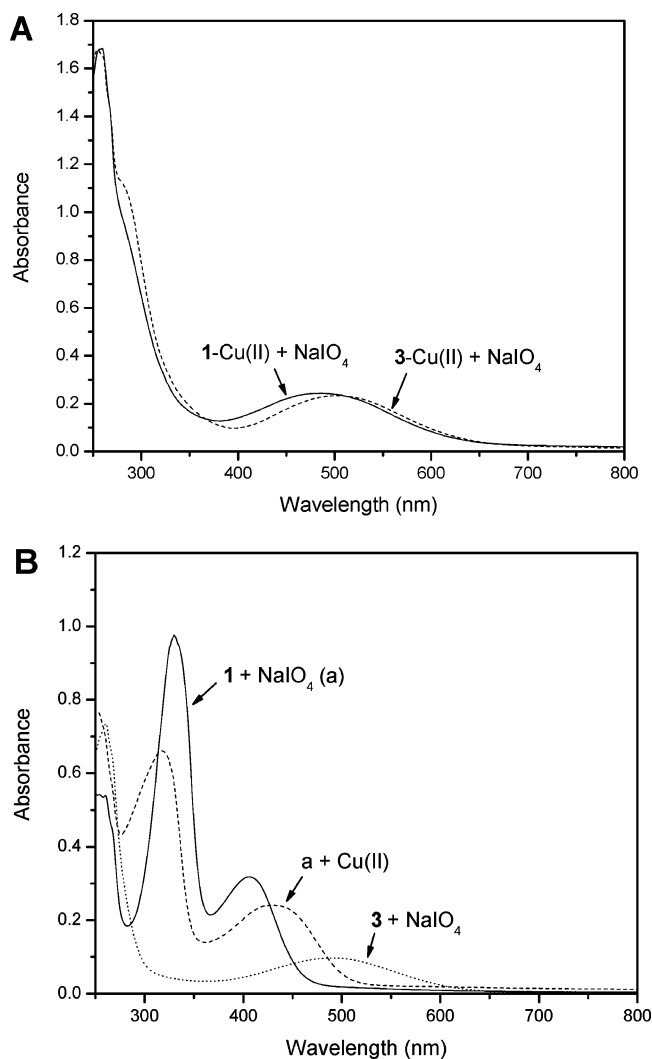 A
1.8
1.6
1.4
1.2
1.0
0.8
0.6
0.4
0.2
0.0
Absorbance
1-Cu(II) + NaIO4
3-Cu(II) + NaIO4
300 400 500 600 700 800
Wavelength (nm)
B
1.2
1.0
0.8
0.6
0.4
0.2
0.0
Absorbance
1 + NaIO4 (a)
a + Cu(II)
3 + NaIO4
300 400 500 600 700 800
Wavelength (nm)